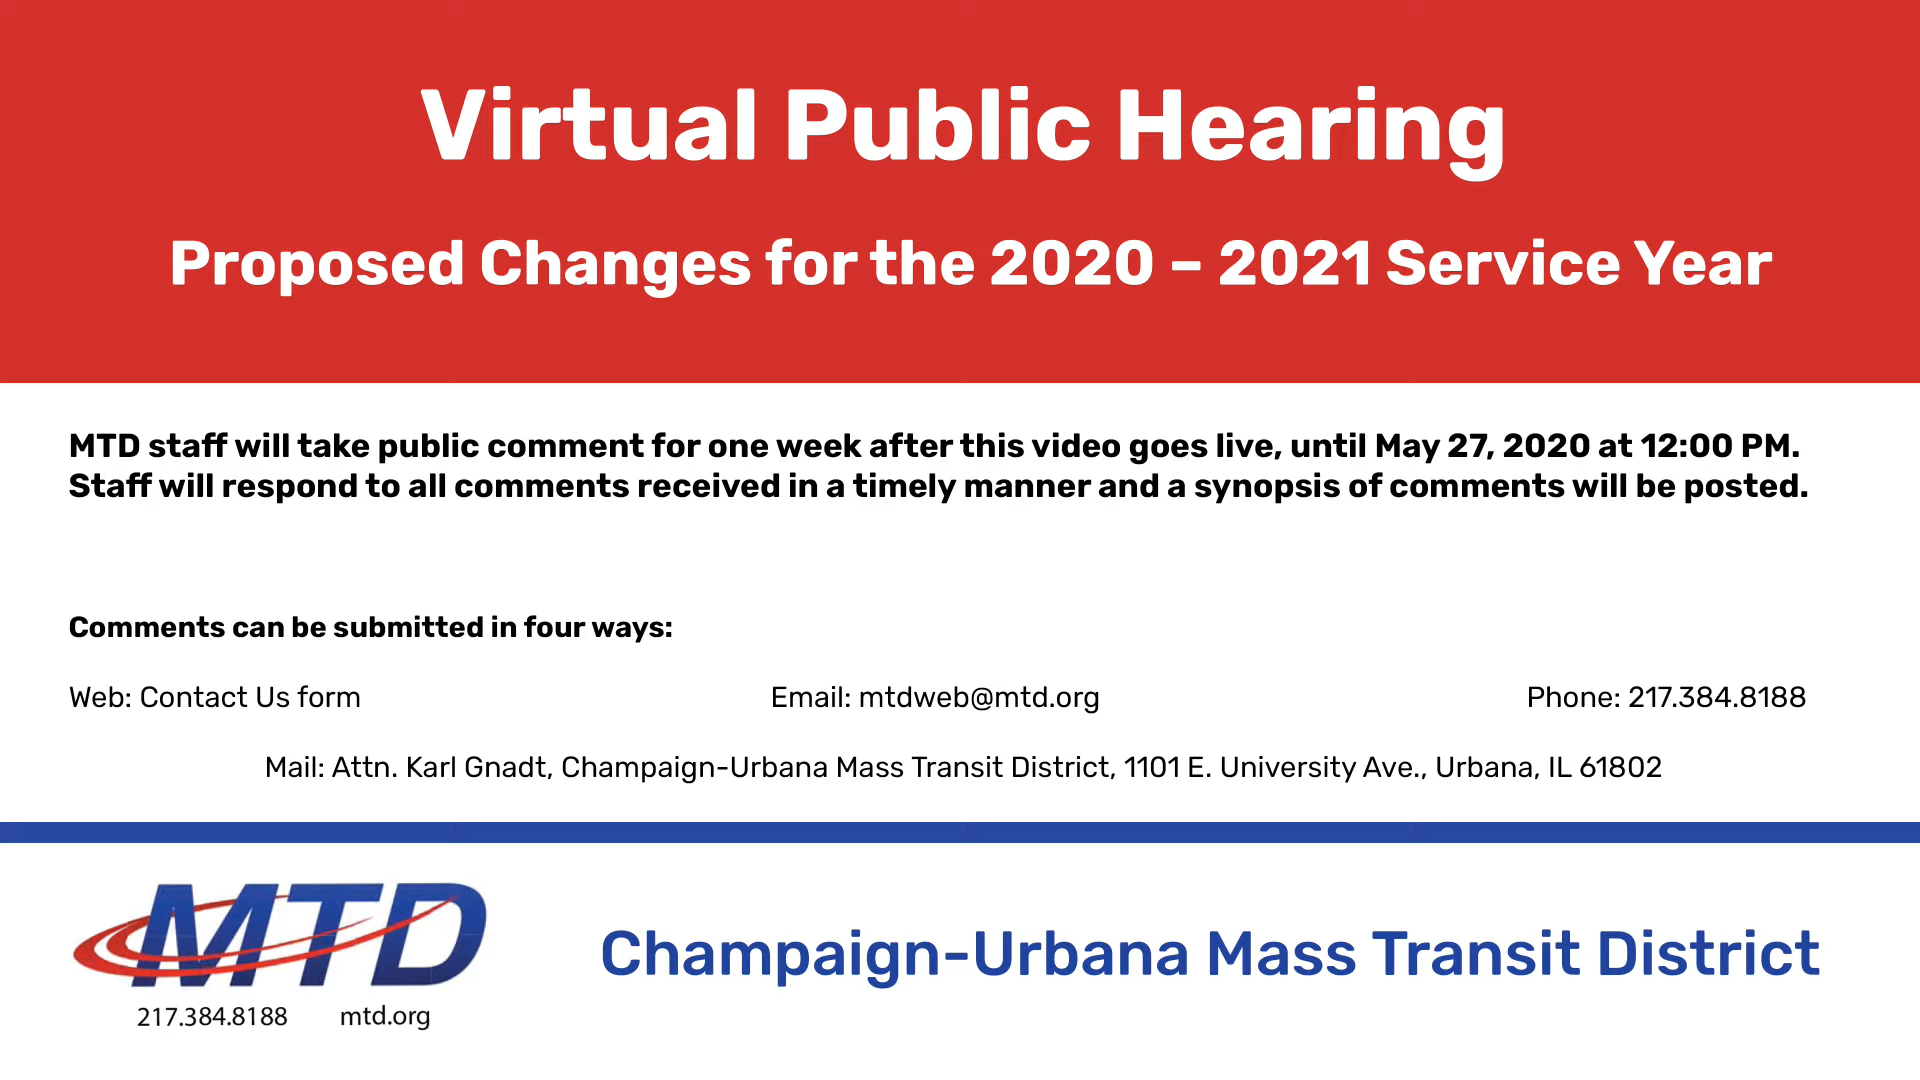 Virtual Public Hearing
Proposed Changes for the 2020 – 2021 Service Year
MTD staff will take public comment for one week after this video goes live, until May 27, 2020 at 12:00 PM.
Staff will respond to all comments received in a timely manner and a synopsis of comments will be posted.
Comments can be submitted in four ways:
Web: Contact Us form Email: mtdweb@mtd.org Phone: 217.384.8188
Mail: Attn. Karl Gnadt, Champaign-Urbana Mass Transit District, 1101 E. University Ave., Urbana, IL 61802
MTD
217.384.8188 mtd.org
Champaign-Urbana Mass Transit District